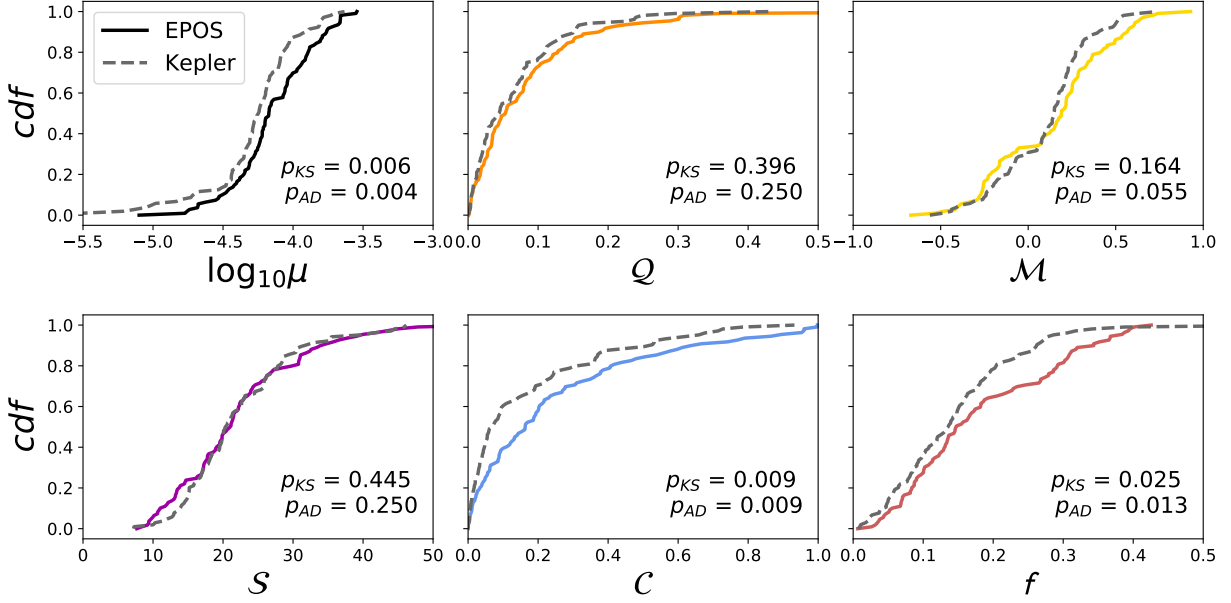 EPOS
Kepler
cdf
1.0
0.8
0.6
0.4
0.2
0.0
p_KS = 0.006
p_AD = 0.004
−5.5 −5.0 −4.5 −4.0 −3.5 −3.0
log₁₀μ
p_KS = 0.396
p_AD = 0.250
0.0 0.1 0.2 0.3 0.4 0.5
𝒬
p_KS = 0.164
p_AD = 0.055
−1.0 −0.5 0.0 0.5 1.0
ℳ
cdf
1.0
0.8
0.6
0.4
0.2
0.0
p_KS = 0.445
p_AD = 0.250
0 10 20 30 40 50
𝒮
p_KS = 0.009
p_AD = 0.009
0.0 0.2 0.4 0.6 0.8 1.0
𝒞
p_KS = 0.025
p_AD = 0.013
0.0 0.1 0.2 0.3 0.4 0.5
f